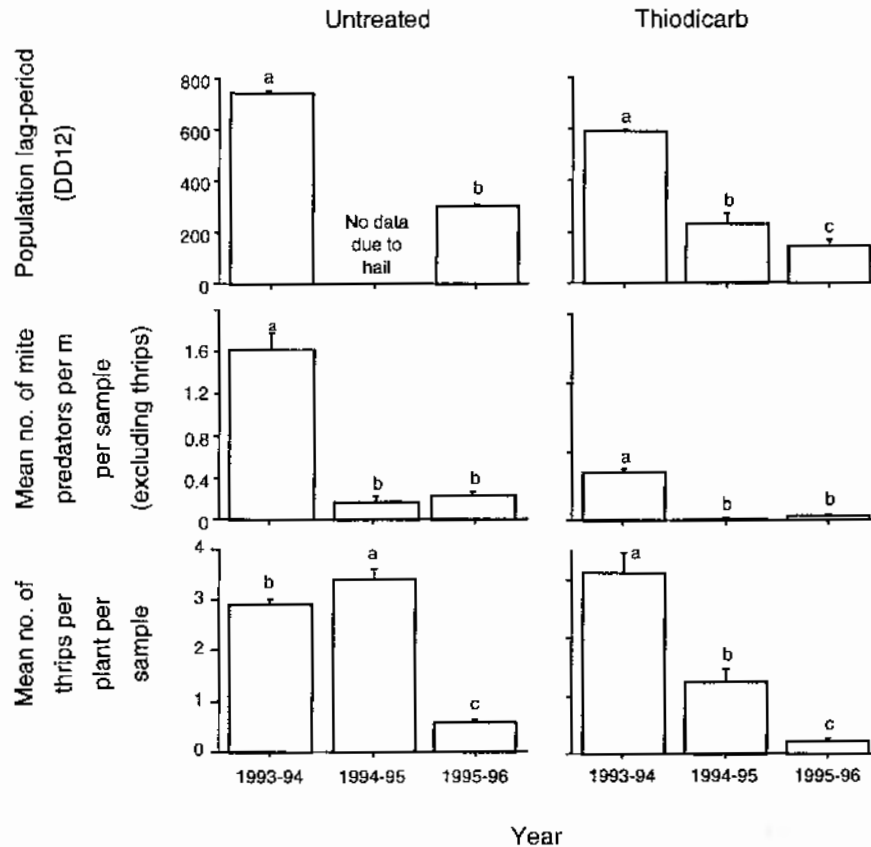 Untreated
Thiodicarb
Population lag-period
(DD12)
800
600
400
200
0
a
No data
due to
hail
b
a
b
c
Mean no. of mite
predators per m
per sample
(excluding thrips)
1.6
1.2
0.8
0.4
0
a
b
b
a
b
b
Mean no. of
thrips per
plant per
sample
4
3
2
1
0
b
a
c
a
b
c
1993-94
1994-95
1995-96
1993-94
1994-95
1995-96
Year